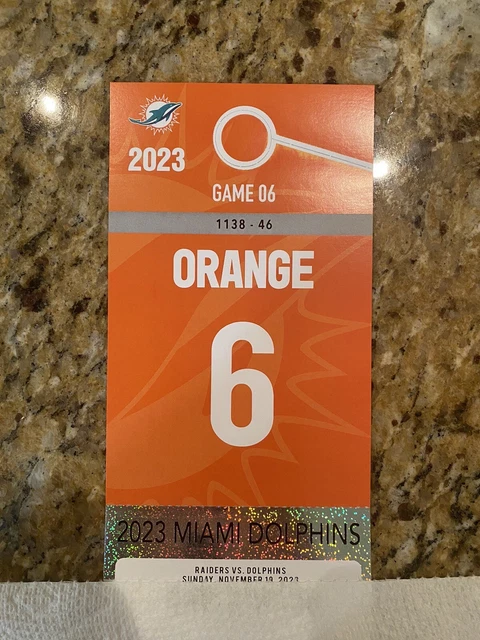 2023
GAME 06
1138 - 46
ORANGE
6
2023 MIAMI DOLPHINS
RAIDERS VS. DOLPHINS
SUNDAY, NOVEMBER 19, 2023